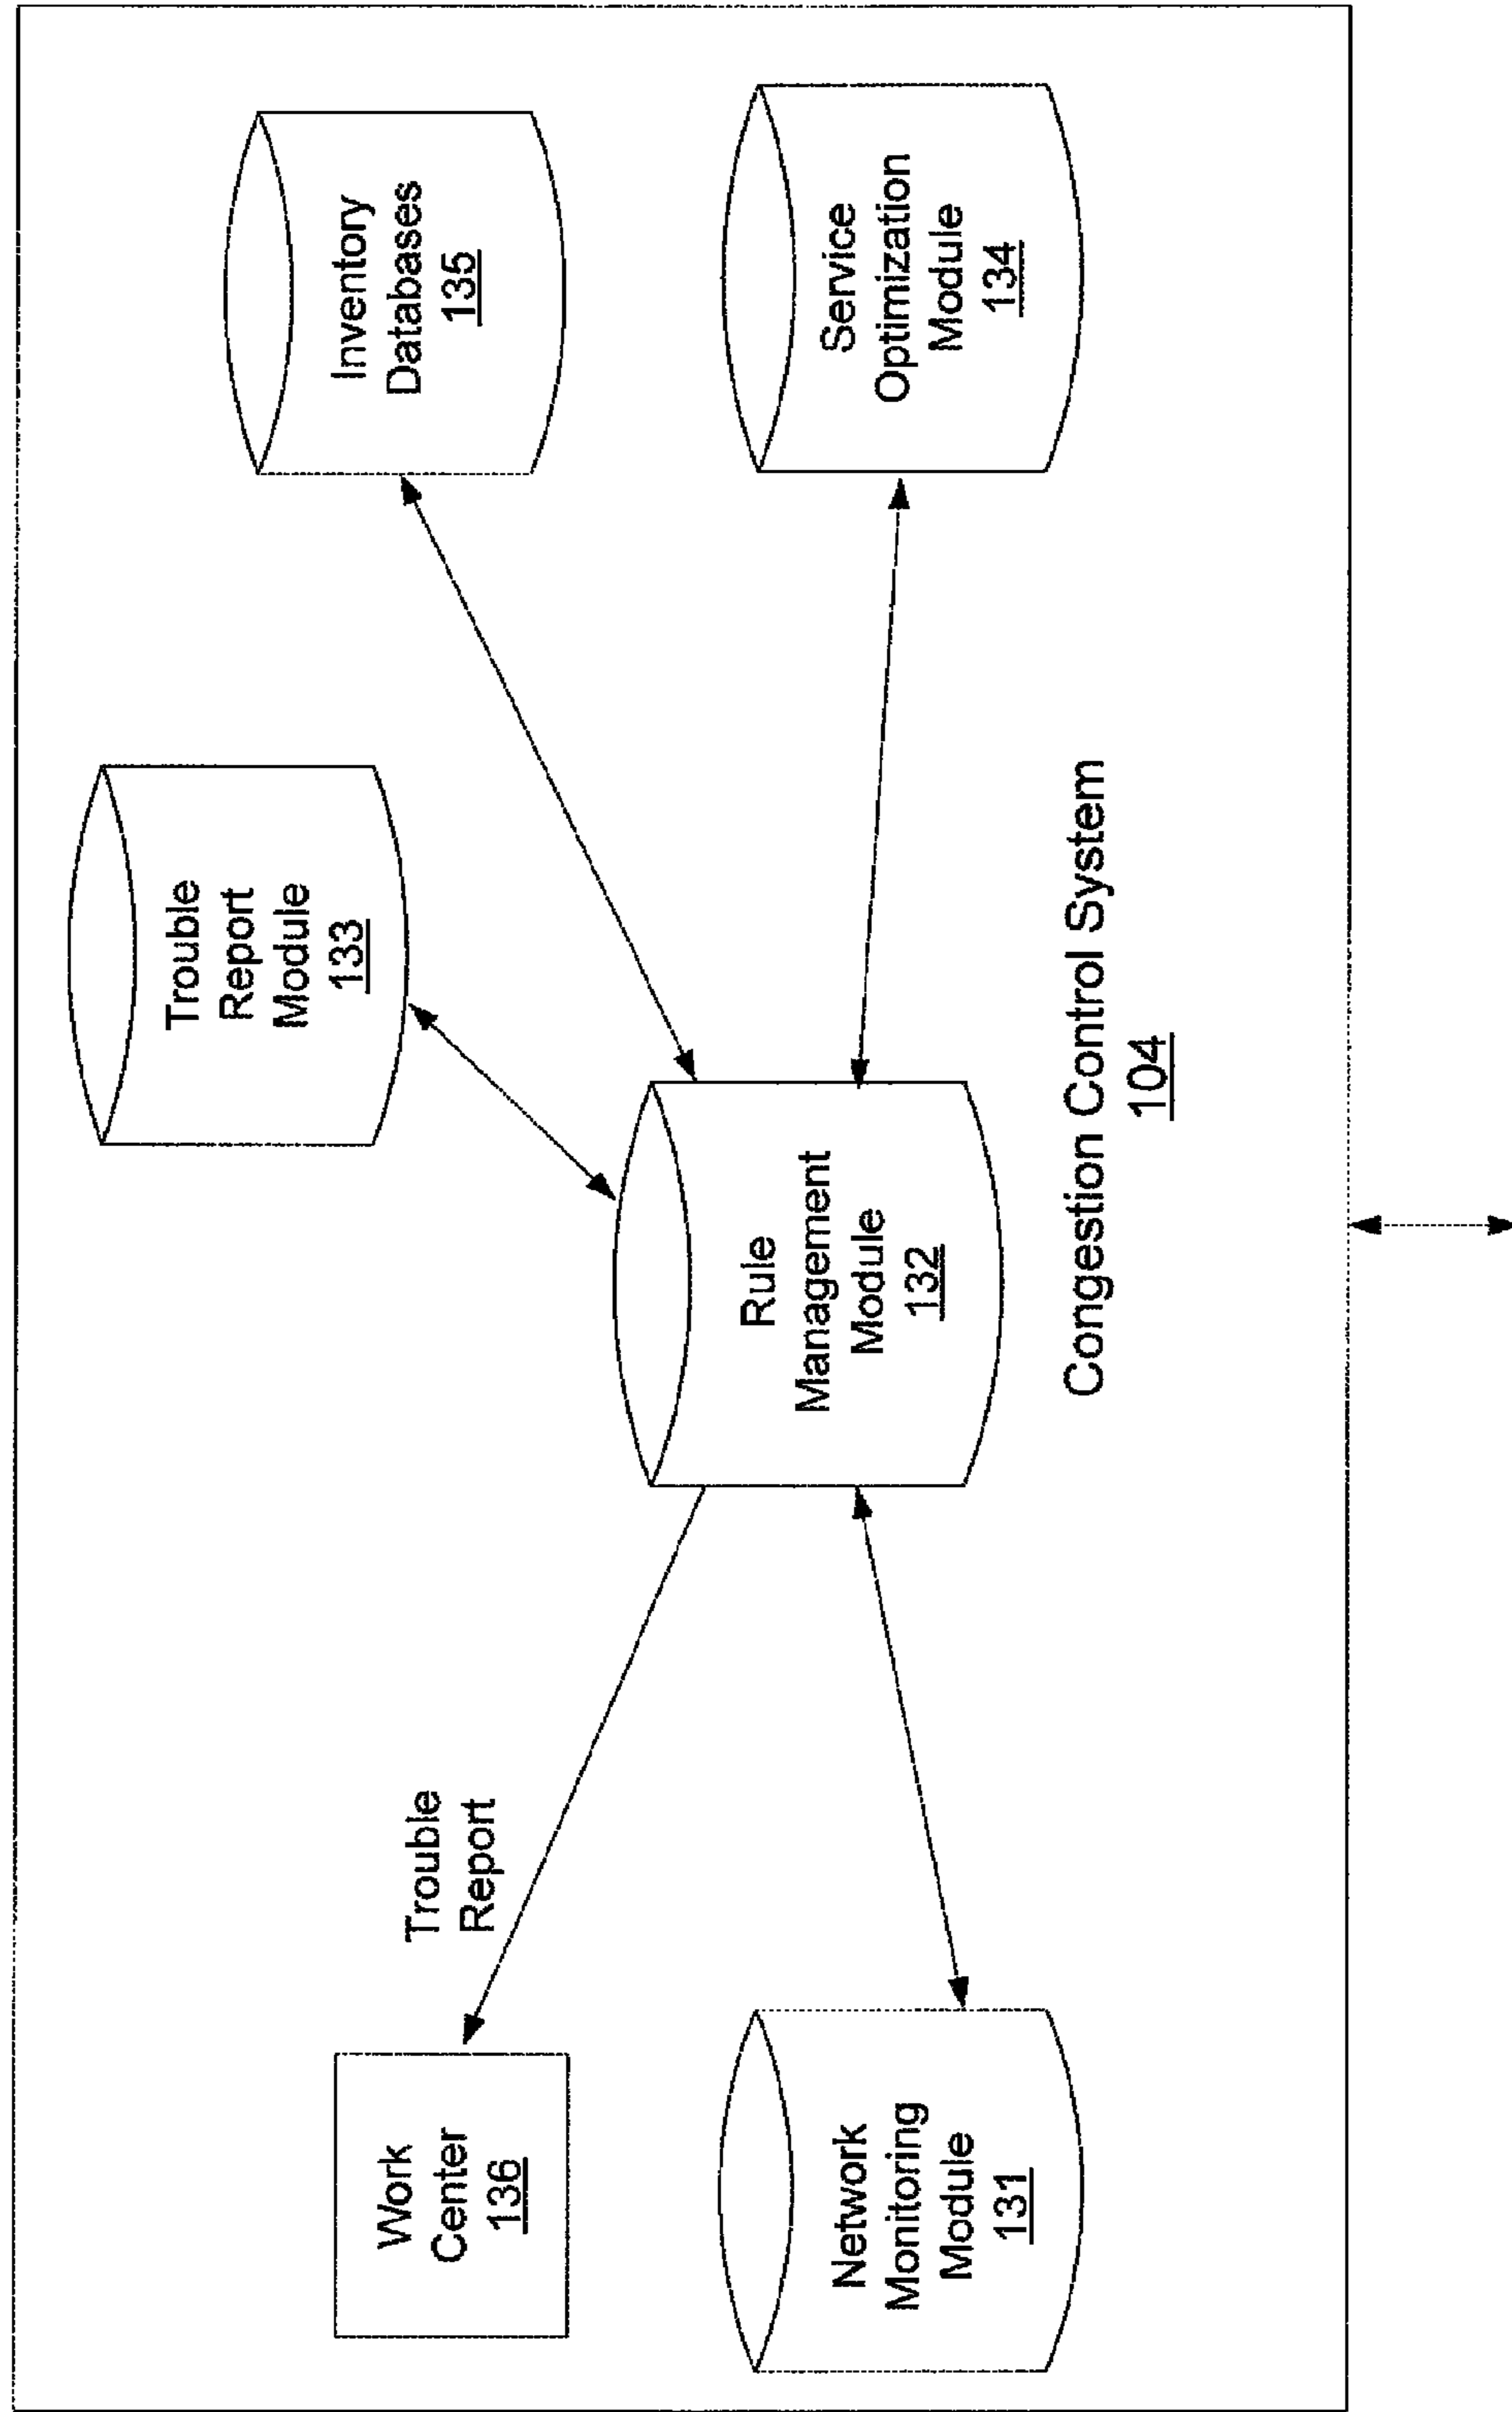 Trouble
Report
Module
133
Inventory
Databases
135
Work
Center
136
Trouble
Report
Rule
Management
Module
132
Service
Optimization
Module
134
Network
Monitoring
Module
131
Congestion Control System
104